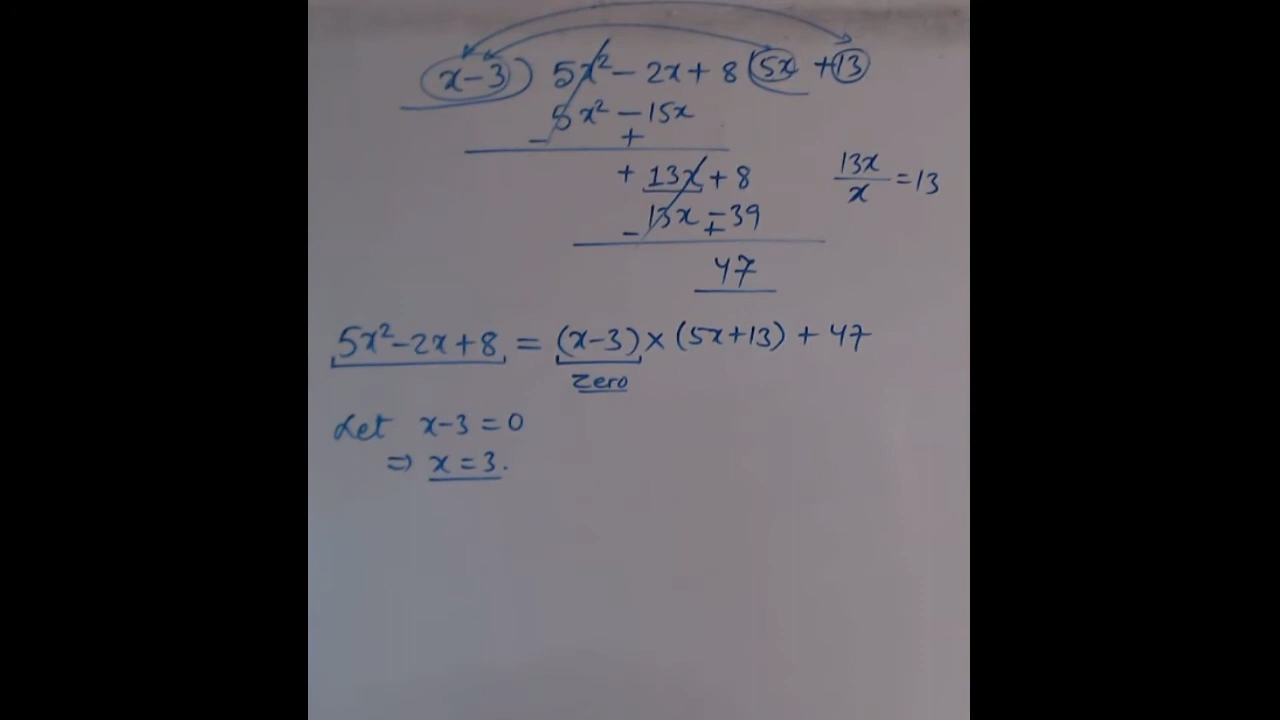 x-3) 5x² - 2x + 8 (5x + 13
5x² - 15x
- +
+ 13x + 8
13x/x = 13
13x - 39
- +
47
5x² - 2x + 8 = (x-3) × (5x+13) + 47
Zero
Let x-3 = 0
⇒ x = 3.